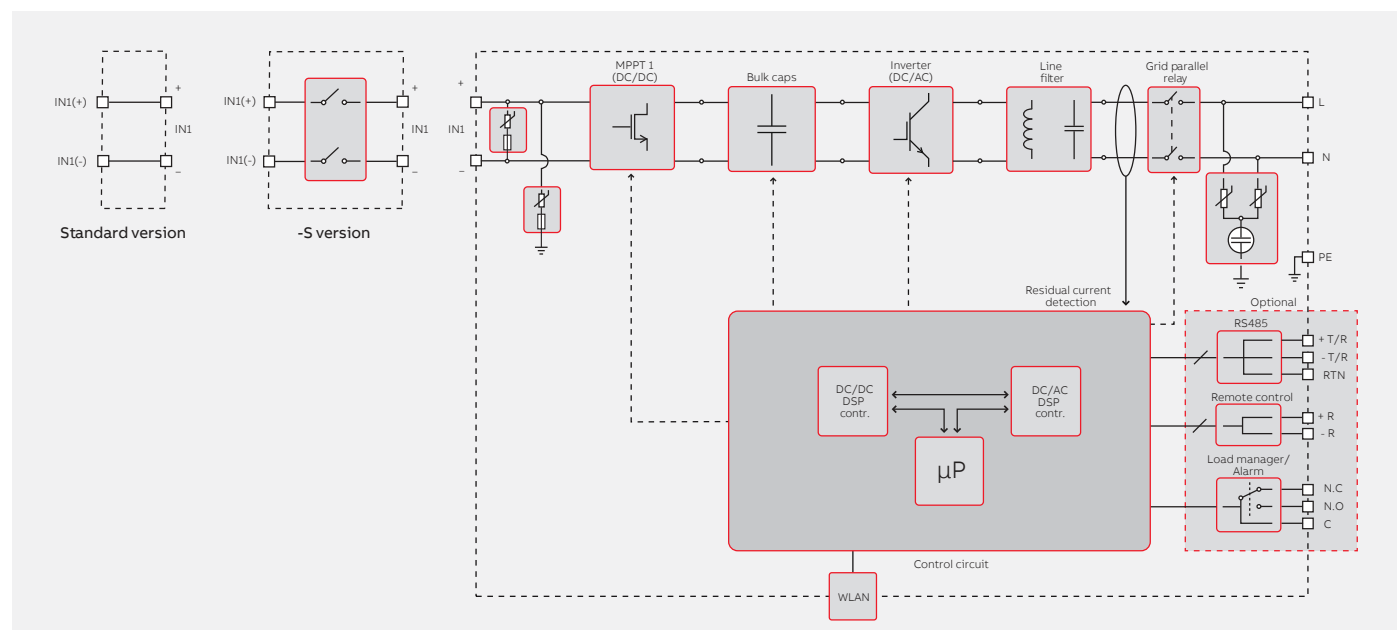 IN1(+)
+
IN1
IN1(-)
–
Standard version
IN1(+)
+
IN1
IN1(-)
–
-S version
+
IN1
–
MPPT 1
(DC/DC)
Bulk caps
Inverter
(DC/AC)
Line
filter
Grid parallel
relay
L
N
PE
Residual current
detection
Optional
RS485
+ T/R
- T/R
RTN
Remote control
+ R
- R
Load manager/
Alarm
N.C
N.O
C
DC/DC
DSP
contr.
DC/AC
DSP
contr.
µP
Control circuit
WLAN